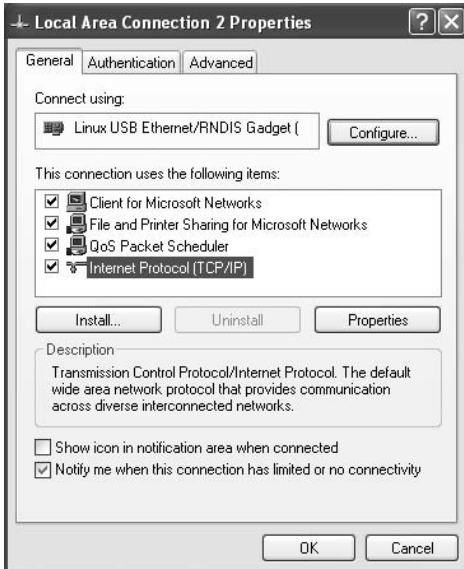 Local Area Connection 2 Properties
General Authentication Advanced
Connect using:
Linux USB Ethernet/RNDIS Gadget (
Configure...
This connection uses the following items:
Client for Microsoft Networks
File and Printer Sharing for Microsoft Networks
QoS Packet Scheduler
Internet Protocol (TCP/IP)
Install... Uninstall Properties
Description
Transmission Control Protocol/Internet Protocol. The default
wide area network protocol that provides communication
across diverse interconnected networks.
Show icon in notification area when connected
Notify me when this connection has limited or no connectivity
OK Cancel